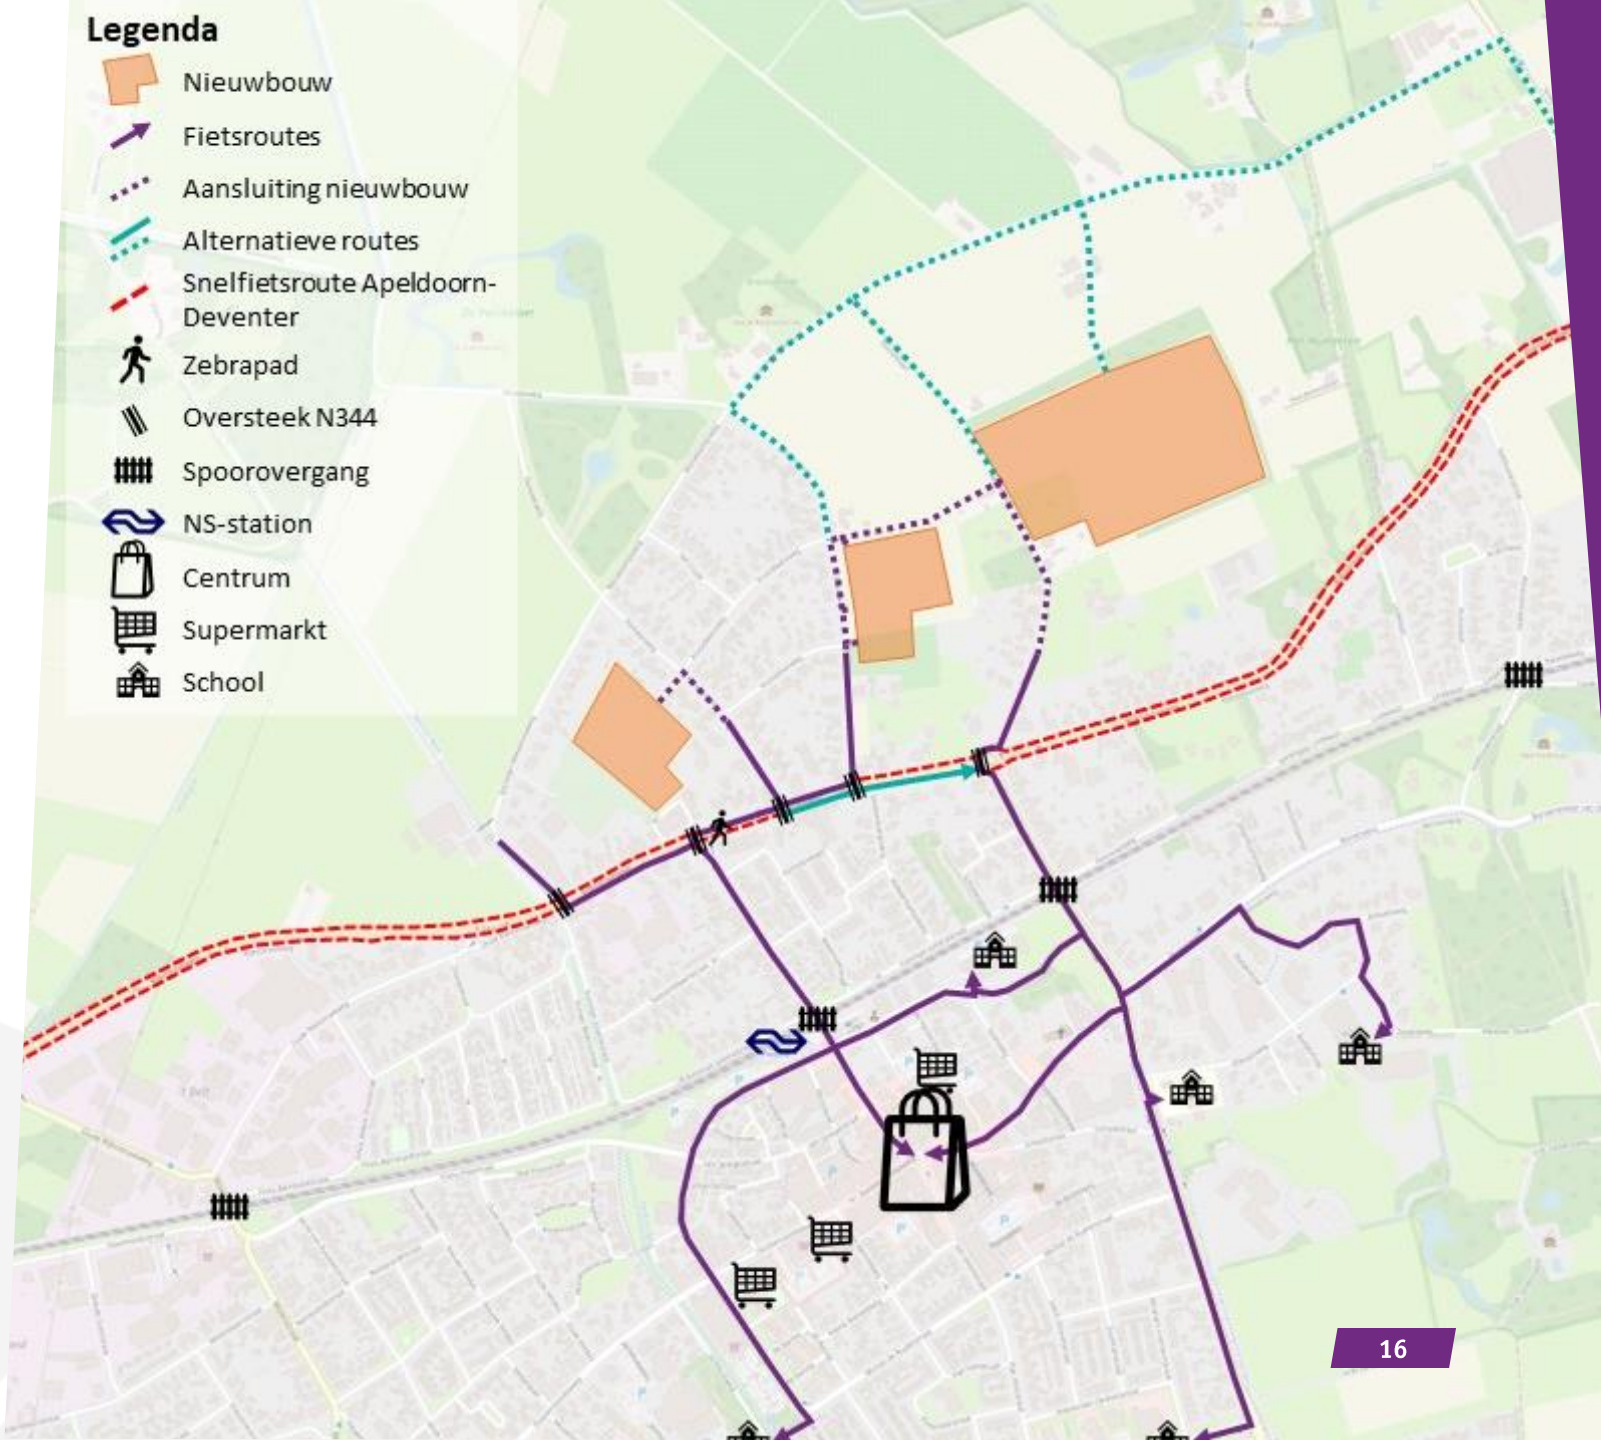 Legenda
Nieuwbouw
Fietsroutes
Aansluiting nieuwbouw
Alternatieve routes
Snelfietsroute Apeldoorn-
Deventer
Zebrapad
Oversteek N344
Spoorovergang
NS-station
Centrum
Supermarkt
School
16